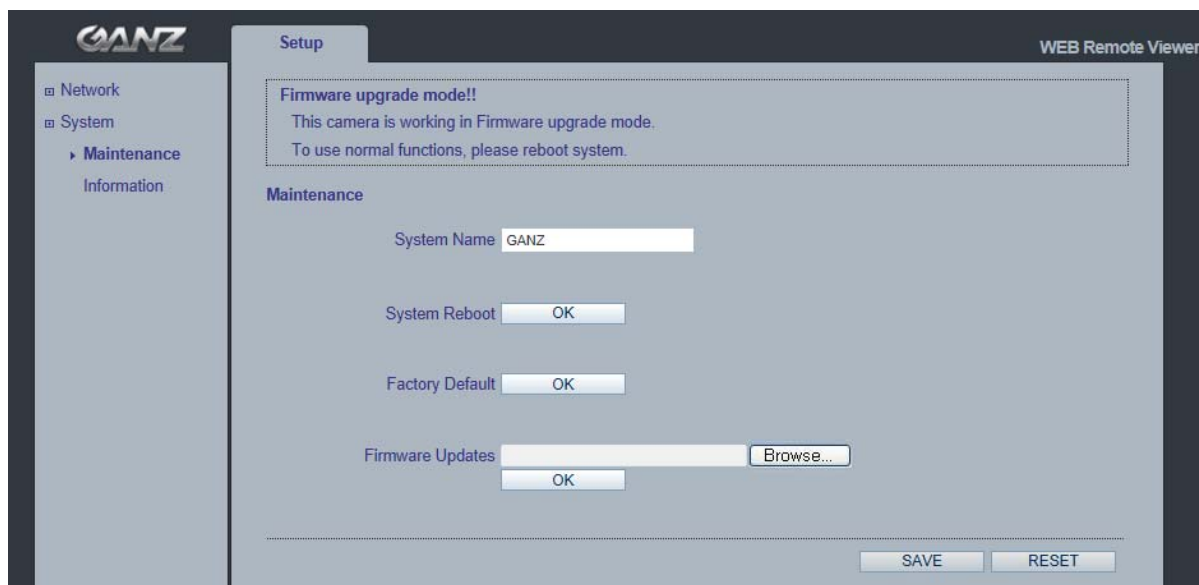 GANZ
Setup
WEB Remote Viewer
Network
System
Maintenance
Information
Firmware upgrade mode!!
This camera is working in Firmware upgrade mode.
To use normal functions, please reboot system.
Maintenance
System Name GANZ
System Reboot OK
Factory Default OK
Firmware Updates Browse...
OK
SAVE RESET